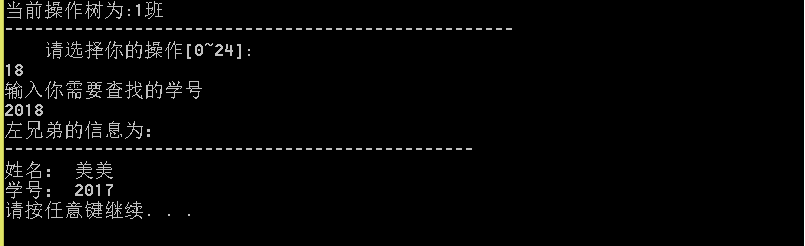 当前操作树为:1班
---------------------------------------------------
请选择你的操作[0~24]:
18
输入你需要查找的学号
2018
左兄弟的信息为:
-----------------------------------------------
姓名: 美美
学号: 2017
请按任意键继续. . .